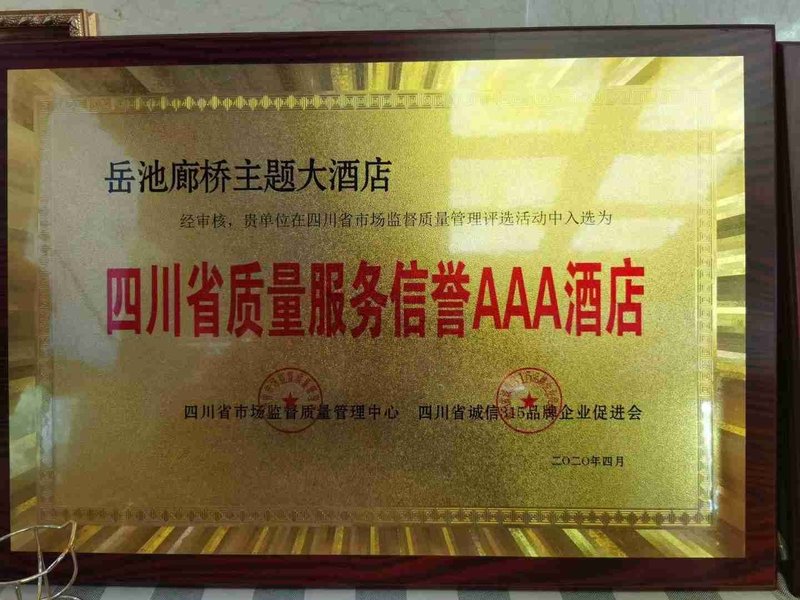 岳池廊桥主题大酒店
经审核，贵单位在四川省市场监督质量管理评选活动中入选为
四川省质量服务信誉AAA酒店
四川省市场监督质量管理中心 四川省诚信315品牌企业促进会
二〇二〇年四月